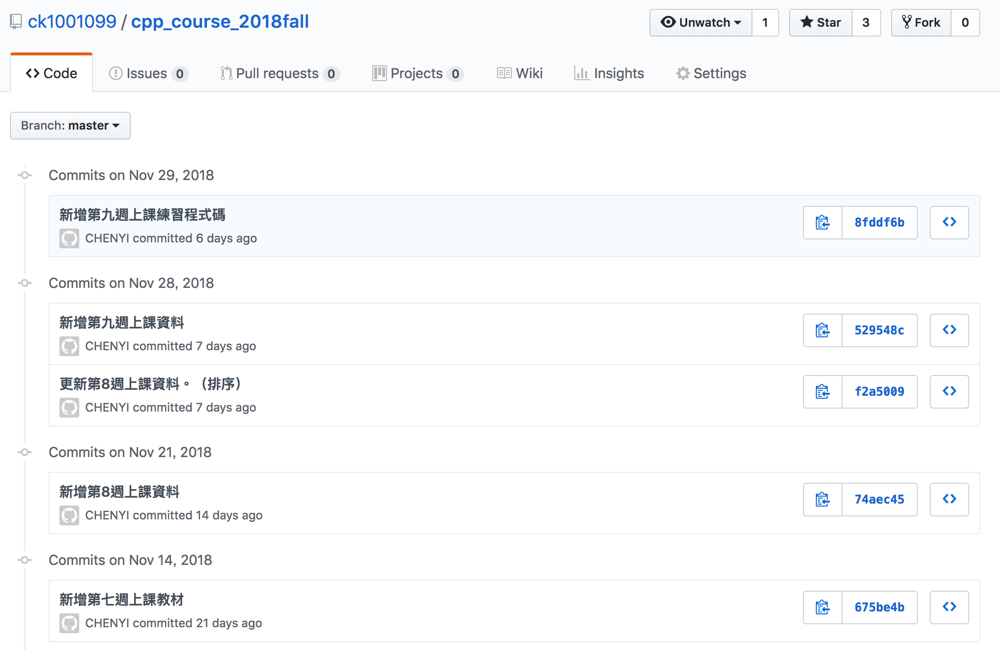 ck1001099 / cpp_course_2018fall
Unwatch 1
Star 3
Fork 0
Code
Issues 0
Pull requests 0
Projects 0
Wiki
Insights
Settings
Branch: master
Commits on Nov 29, 2018
新增第九週上課練習程式碼
CHENYI committed 6 days ago
8fddf6b
Commits on Nov 28, 2018
新增第九週上課資料
CHENYI committed 7 days ago
529548c
更新第8週上課資料。（排序）
CHENYI committed 7 days ago
f2a5009
Commits on Nov 21, 2018
新增第8週上課資料
CHENYI committed 14 days ago
74aec45
Commits on Nov 14, 2018
新增第七週上課教材
CHENYI committed 21 days ago
675be4b